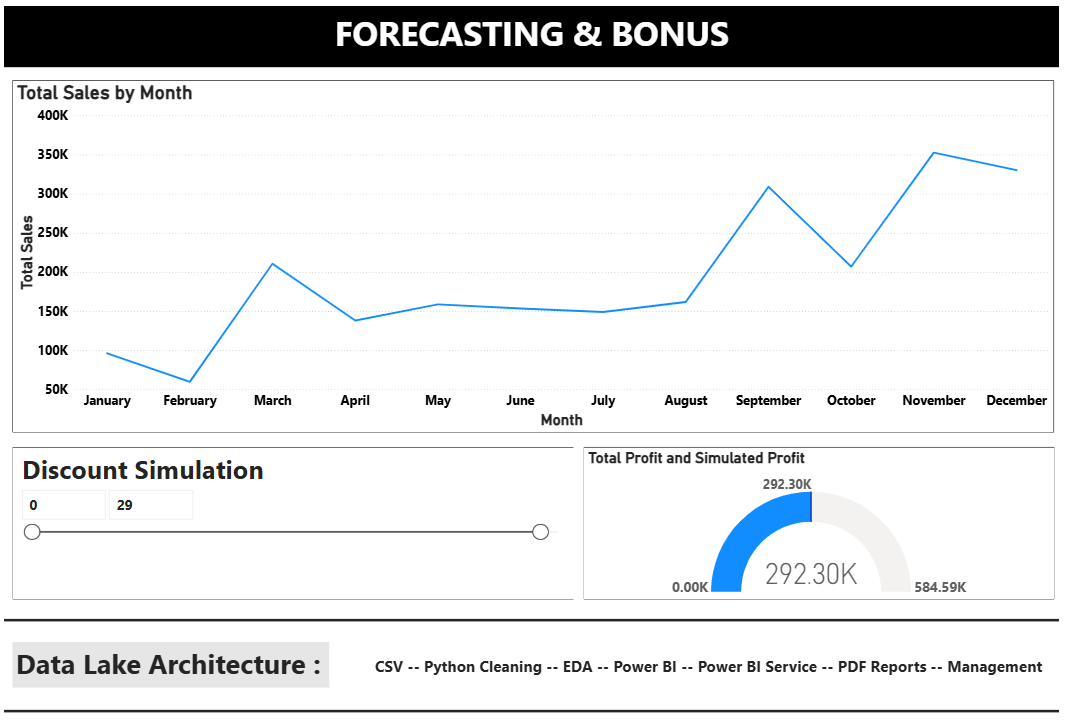 FORECASTING & BONUS
Total Sales by Month
Total Sales
400K
350K
300K
250K
200K
150K
100K
50K
January February March April May June July August September October November December
Month
Discount Simulation
0 29
Total Profit and Simulated Profit
292.30K
292.30K
0.00K 584.59K
Data Lake Architecture :
CSV -- Python Cleaning -- EDA -- Power BI -- Power BI Service -- PDF Reports -- Management